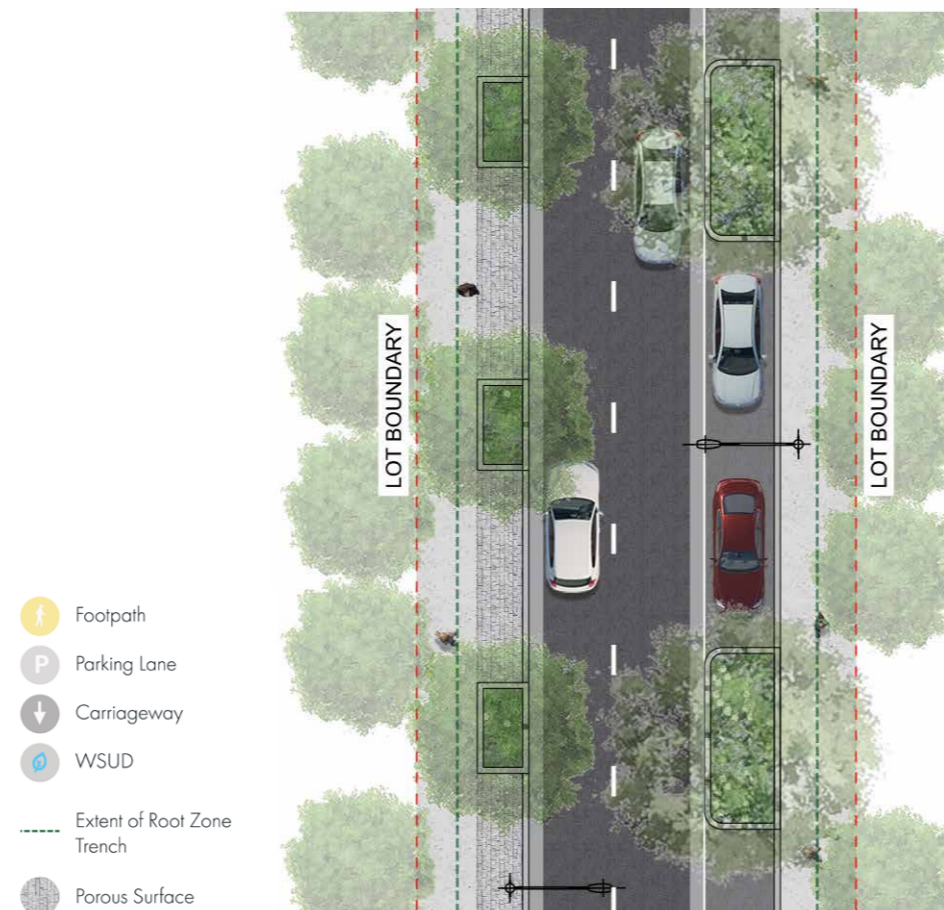 LOT BOUNDARY
LOT BOUNDARY
Footpath
P
Parking Lane
Carriageway
WSUD
Extent of Root Zone
Trench
Porous Surface